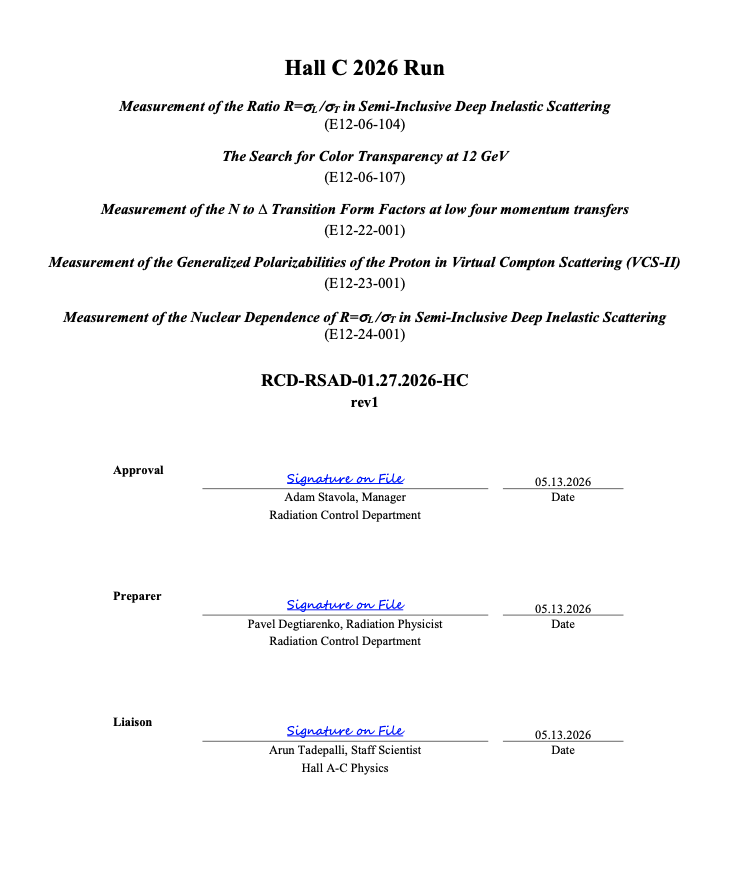 Hall C 2026 Run
Measurement of the Ratio R=σL/σT in Semi-Inclusive Deep Inelastic Scattering
(E12-06-104)
The Search for Color Transparency at 12 GeV
(E12-06-107)
Measurement of the N to Δ Transition Form Factors at low four momentum transfers
(E12-22-001)
Measurement of the Generalized Polarizabilities of the Proton in Virtual Compton Scattering (VCS-II)
(E12-23-001)
Measurement of the Nuclear Dependence of R=σL/σT in Semi-Inclusive Deep Inelastic Scattering
(E12-24-001)
RCD-RSAD-01.27.2026-HC
rev1
Approval
Signature on File 05.13.2026
Adam Stavola, Manager Date
Radiation Control Department
Preparer
Signature on File 05.13.2026
Pavel Degtiarenko, Radiation Physicist Date
Radiation Control Department
Liaison
Signature on File 05.13.2026
Arun Tadepalli, Staff Scientist Date
Hall A-C Physics